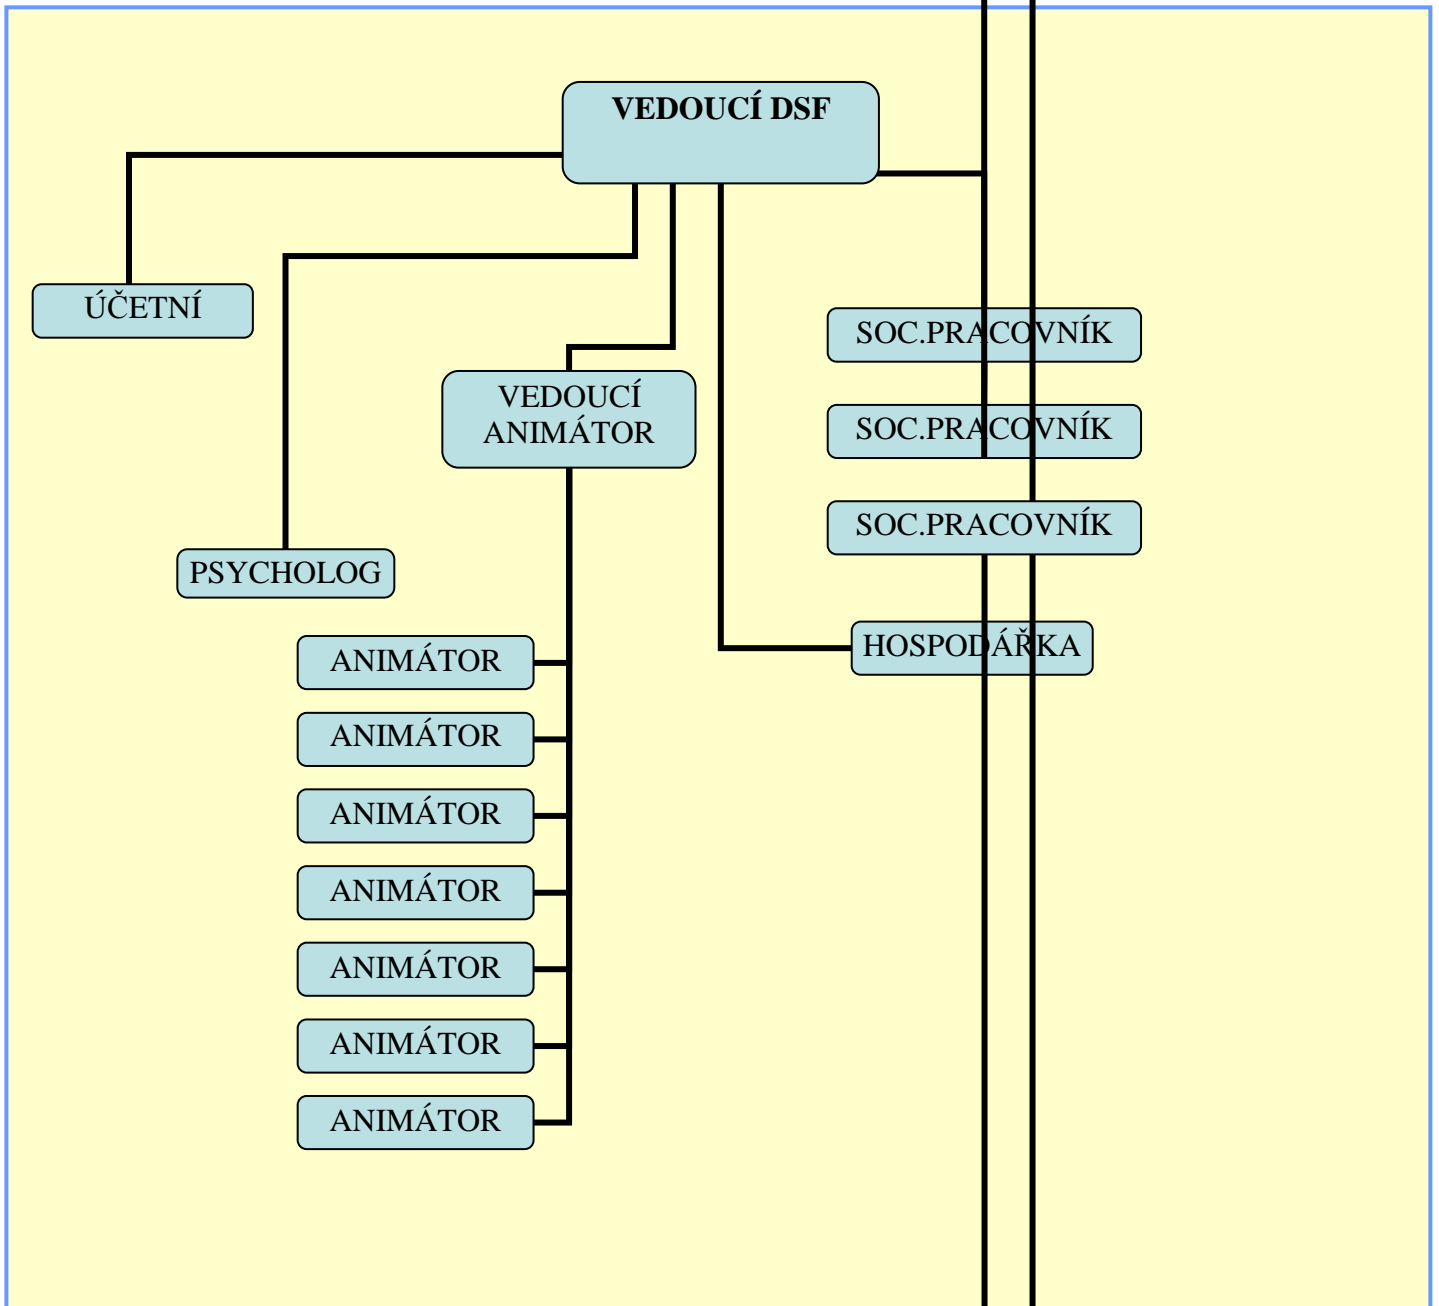 VEDOUCÍ DSF
ÚČETNÍ
SOC.PRACOVNÍK
VEDOUCÍ
ANIMÁTOR
SOC.PRACOVNÍK
SOC.PRACOVNÍK
PSYCHOLOG
HOSPODÁŘKA
ANIMÁTOR
ANIMÁTOR
ANIMÁTOR
ANIMÁTOR
ANIMÁTOR
ANIMÁTOR
ANIMÁTOR